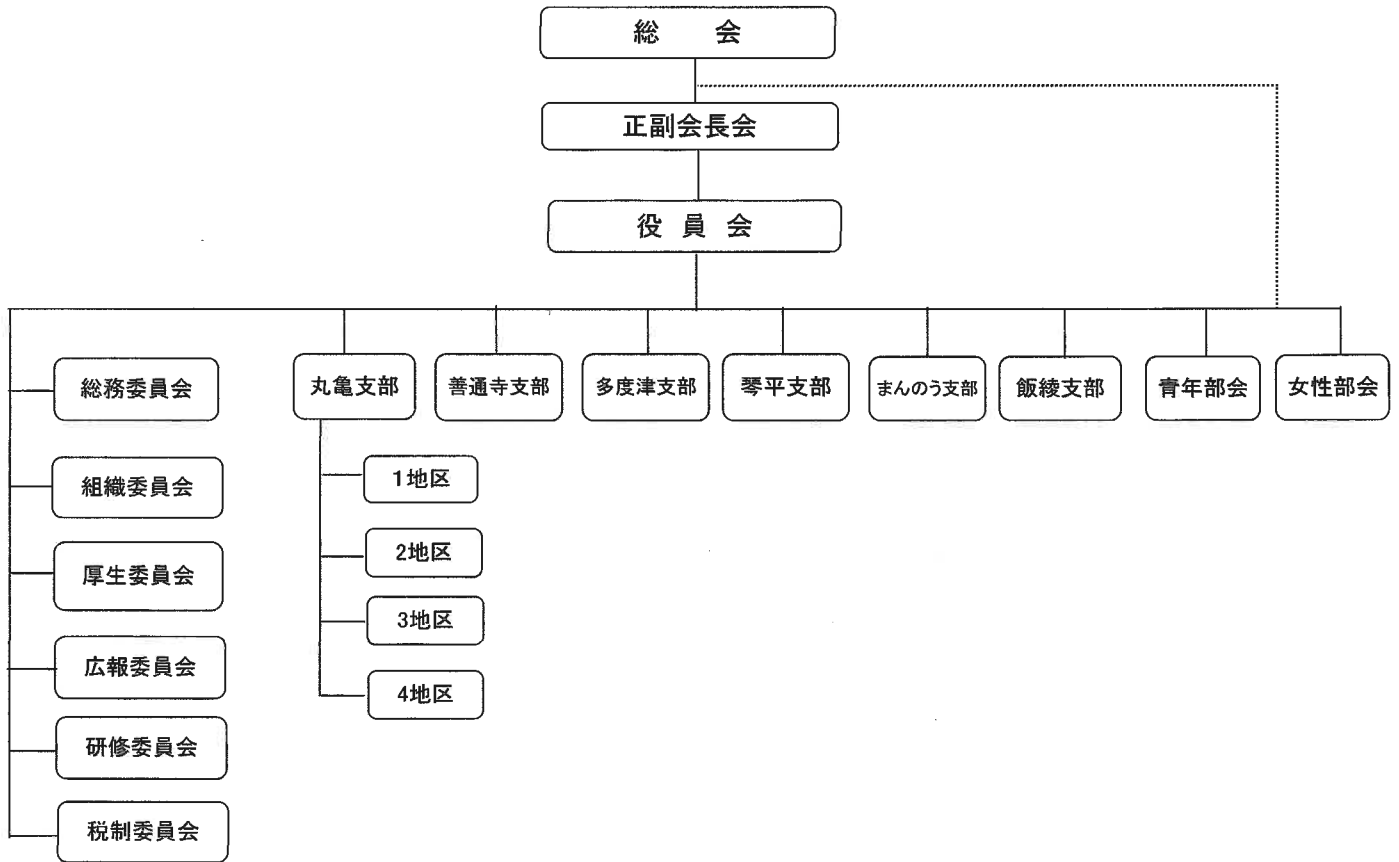 総　　会
正副会長会
役　員　会
総務委員会
組織委員会
厚生委員会
広報委員会
研修委員会
税制委員会
丸亀支部
1地区
2地区
3地区
4地区
善通寺支部
多度津支部
琴平支部
まんのう支部
飯綾支部
青年部会
女性部会